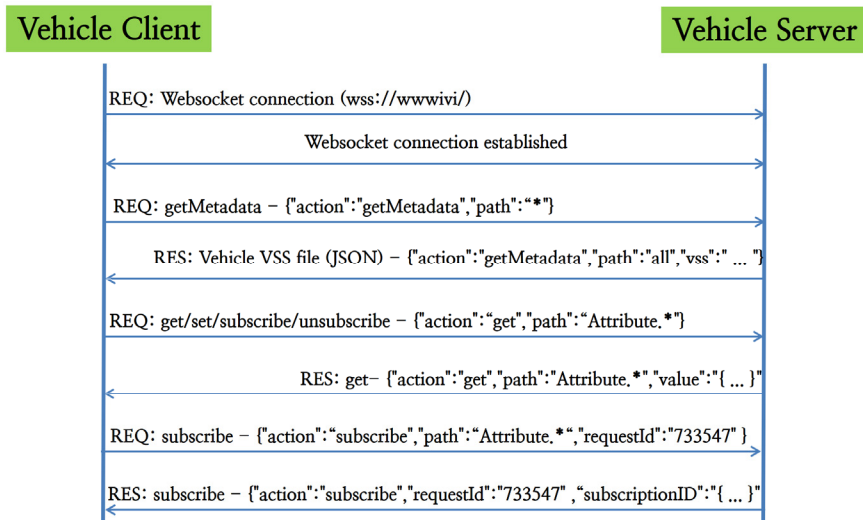 Vehicle Client
Vehicle Server
REQ: Websocket connection (wss://wwwivi/)
Websocket connection established
REQ: getMetadata - {"action":"getMetadata","path":“*"}
RES: Vehicle VSS file (JSON) - {"action":"getMetadata","path":"all","vss":" ... "}
REQ: get/set/subscribe/unsubscribe - {"action":“get","path":“Attribute.*"}
RES: get- {"action":"get","path":"Attribute.*","value":"{ ... }"
REQ: subscribe - {"action":“subscribe","path":“Attribute.*“,"requestId":"733547" }
RES: subscribe - {"action":"subscribe","requestId":"733547" ,“subscriptionID":"{ ... }"